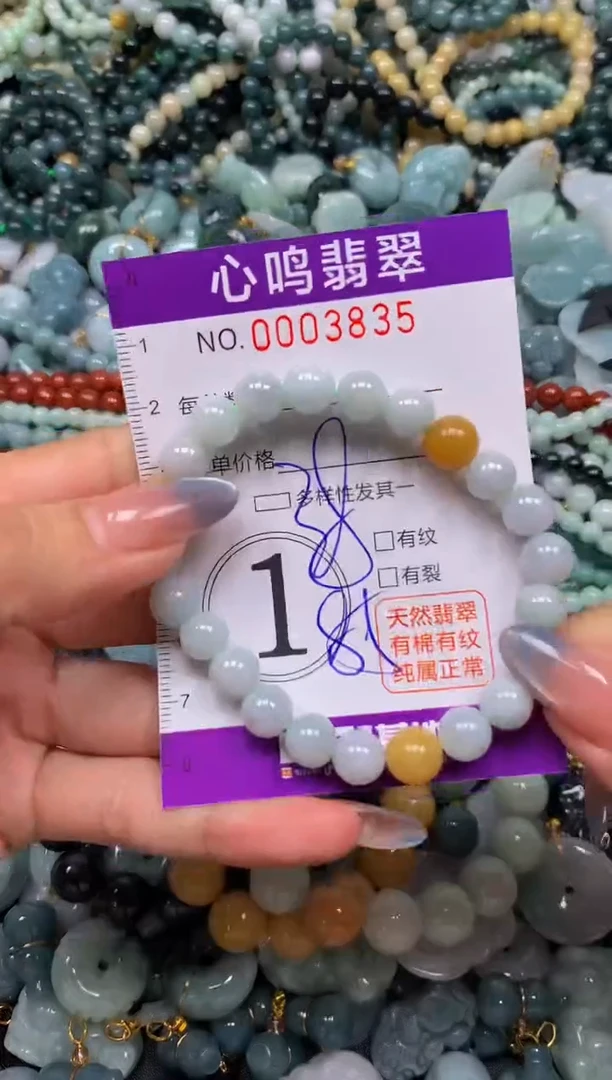 心鸣翡翠
NO.0003835
1
2 每
单价格
多样性发其一
有纹
有裂
1
天然翡翠
有棉有纹
纯属正常
7